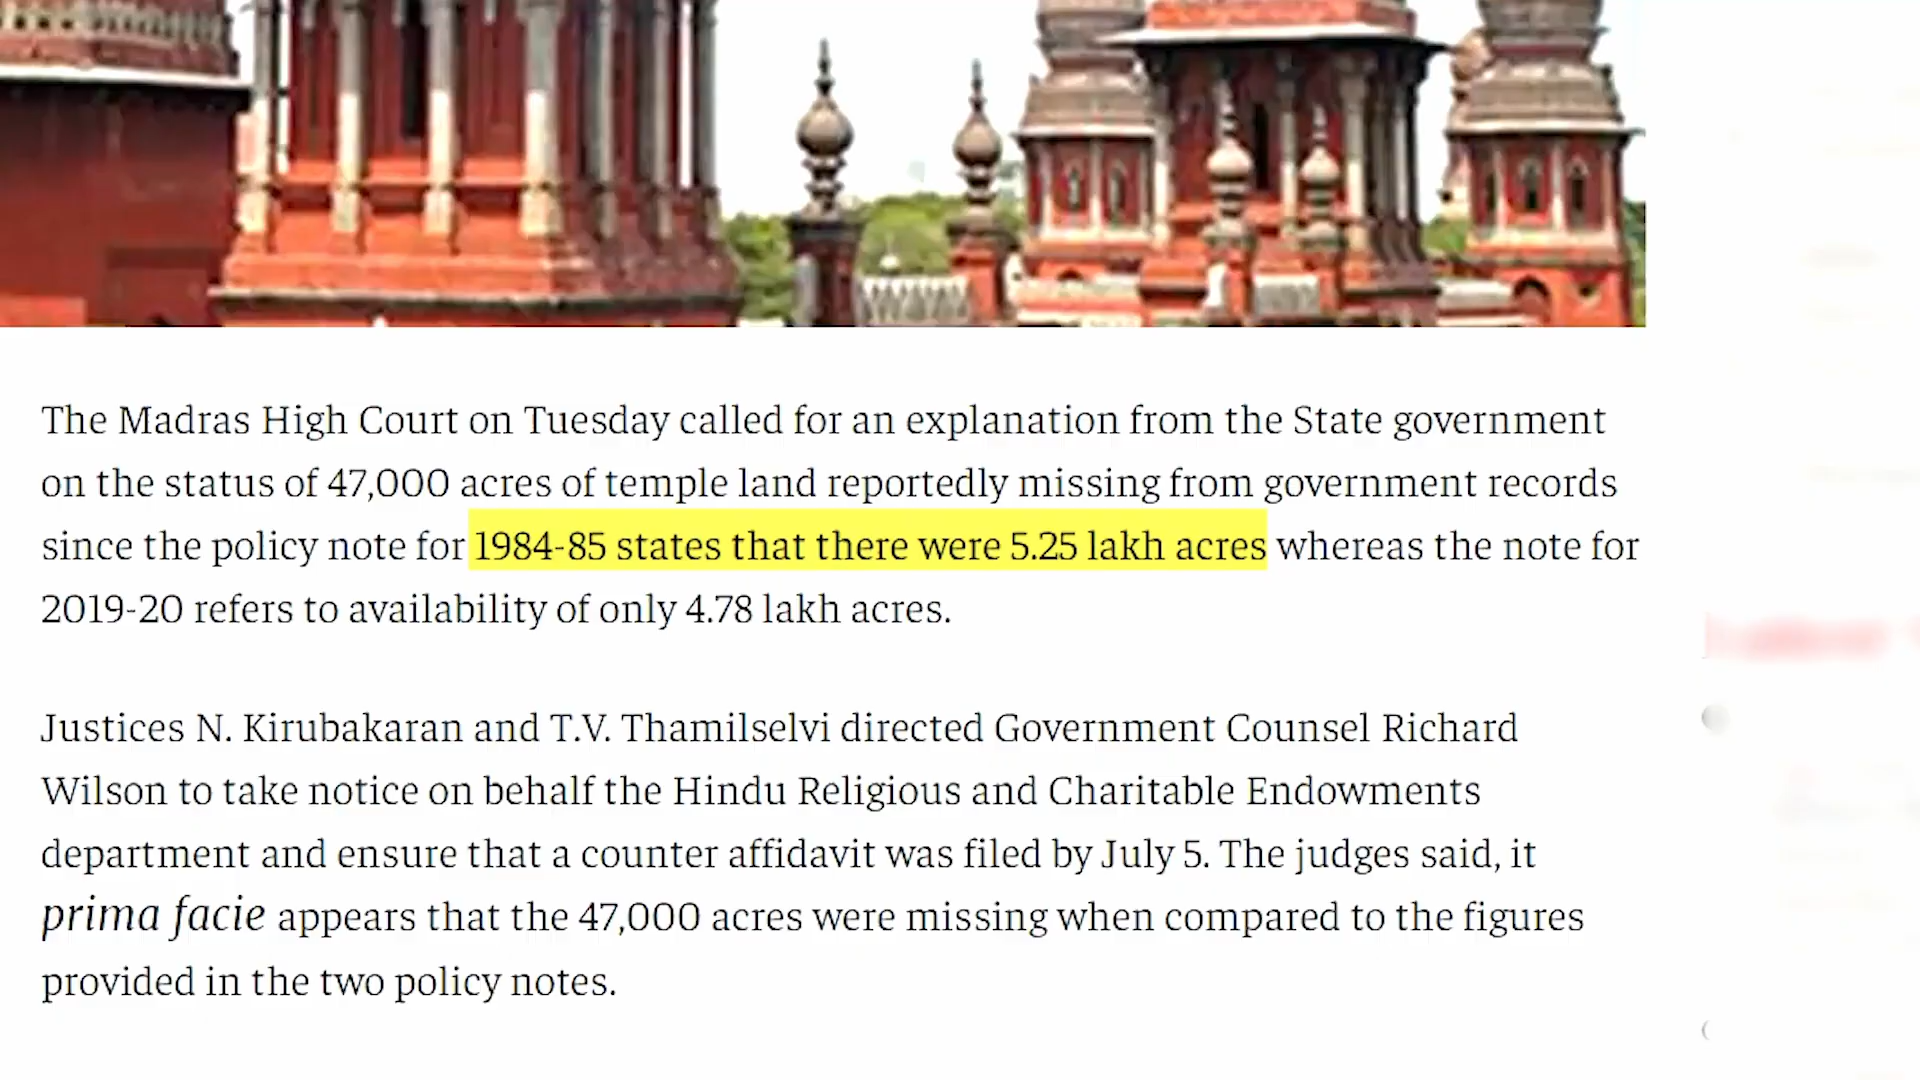 The Madras High Court on Tuesday called for an explanation from the State government
on the status of 47,000 acres of temple land reportedly missing from government records
since the policy note for 1984-85 states that there were 5.25 lakh acres whereas the note for
2019-20 refers to availability of only 4.78 lakh acres.
Justices N. Kirubakaran and T.V. Thamilselvi directed Government Counsel Richard
Wilson to take notice on behalf the Hindu Religious and Charitable Endowments
department and ensure that a counter affidavit was filed by July 5. The judges said, it
prima facie appears that the 47,000 acres were missing when compared to the figures
provided in the two policy notes.